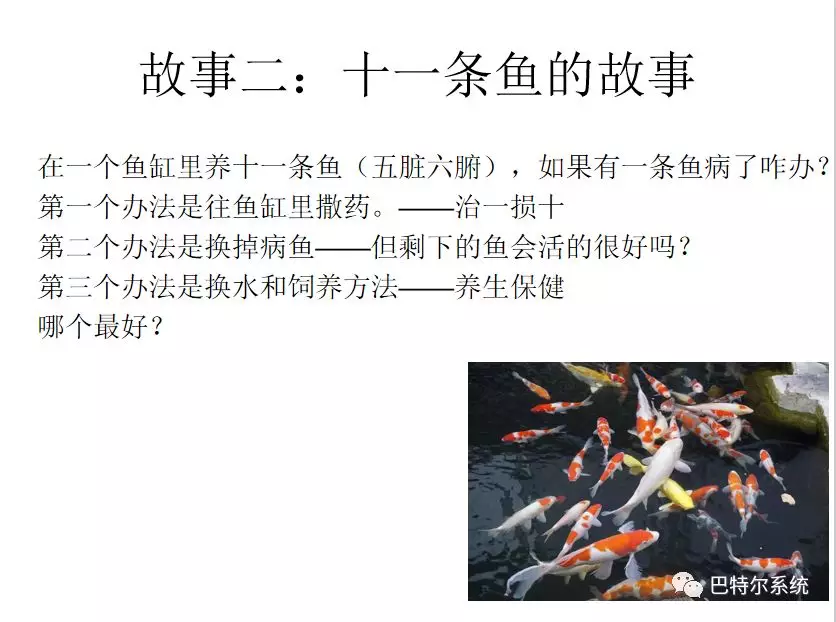 故事二：十一条鱼的故事
在一个鱼缸里养十一条鱼（五脏六腑），如果有一条鱼病了咋办？
第一个办法是往鱼缸里撒药。——治一损十
第二个办法是换掉病鱼——但剩下的鱼会活的很好吗？
第三个办法是换水和饲养方法——养生保健
哪个最好？
巴特尔系统